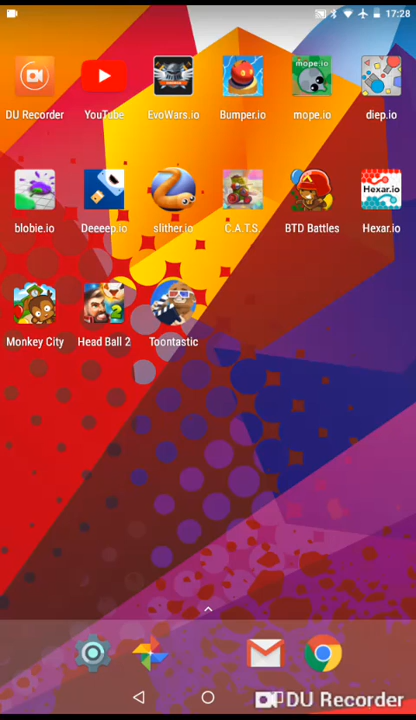 17:28
DU Recorder YouTube EvoWars.io Bumper.io mope.io diep.io
mope.io
blobie.io Deeeep.io slither.io C.A.T.S. BTD Battles Hexar.io
Hexar.io
Monkey City Head Ball 2 Toontastic
2
DU Recorder